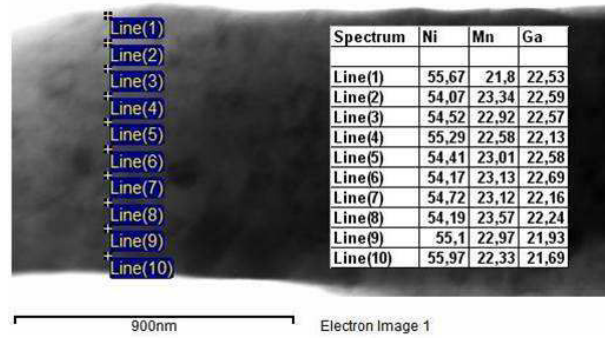 Line(1)
Line(2)
Line(3)
Line(4)
Line(5)
Line(6)
Line(7)
Line(8)
Line(9)
Line(10)
Spectrum Ni Mn Ga
Line(1) 55,67 21,8 22,53
Line(2) 54,07 23,34 22,59
Line(3) 54,52 22,92 22,57
Line(4) 55,29 22,58 22,13
Line(5) 54,41 23,01 22,58
Line(6) 54,17 23,13 22,69
Line(7) 54,72 23,12 22,16
Line(8) 54,19 23,57 22,24
Line(9) 55,1 22,97 21,93
Line(10) 55,97 22,33 21,69
900nm Electron Image 1